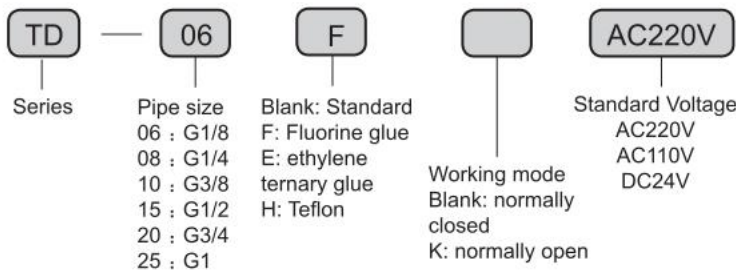 TD — 06 F AC220V
Series
Pipe size
06 : G1/8
08 : G1/4
10 : G3/8
15 : G1/2
20 : G3/4
25 : G1
Blank: Standard
F: Fluorine glue
E: ethylene
ternary glue
H: Teflon
Working mode
Blank: normally
closed
K: normally open
Standard Voltage
AC220V
AC110V
DC24V